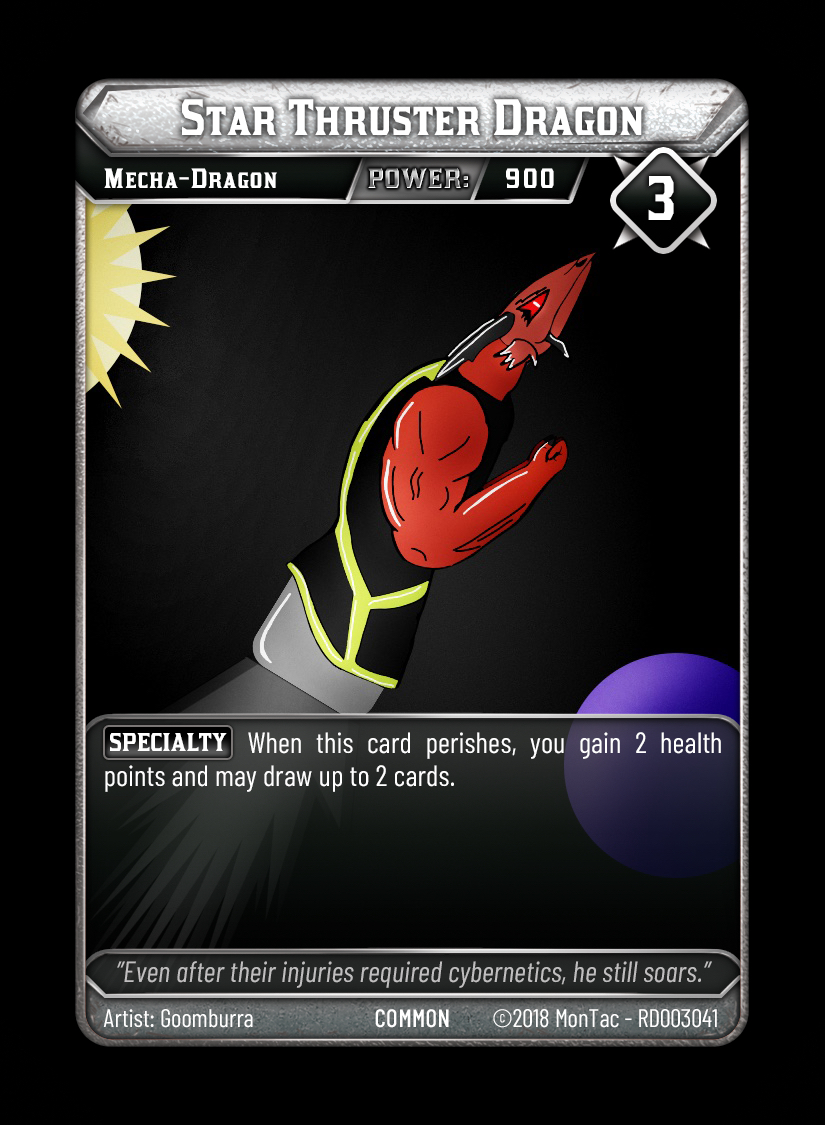 Star Thruster Dragon
Mecha-Dragon POWER: 900
3
SPECIALTY When this card perishes, you gain 2 health
points and may draw up to 2 cards.
"Even after their injuries required cybernetics, he still soars."
Artist: Goomburra COMMON ©2018 MonTac - RD003041